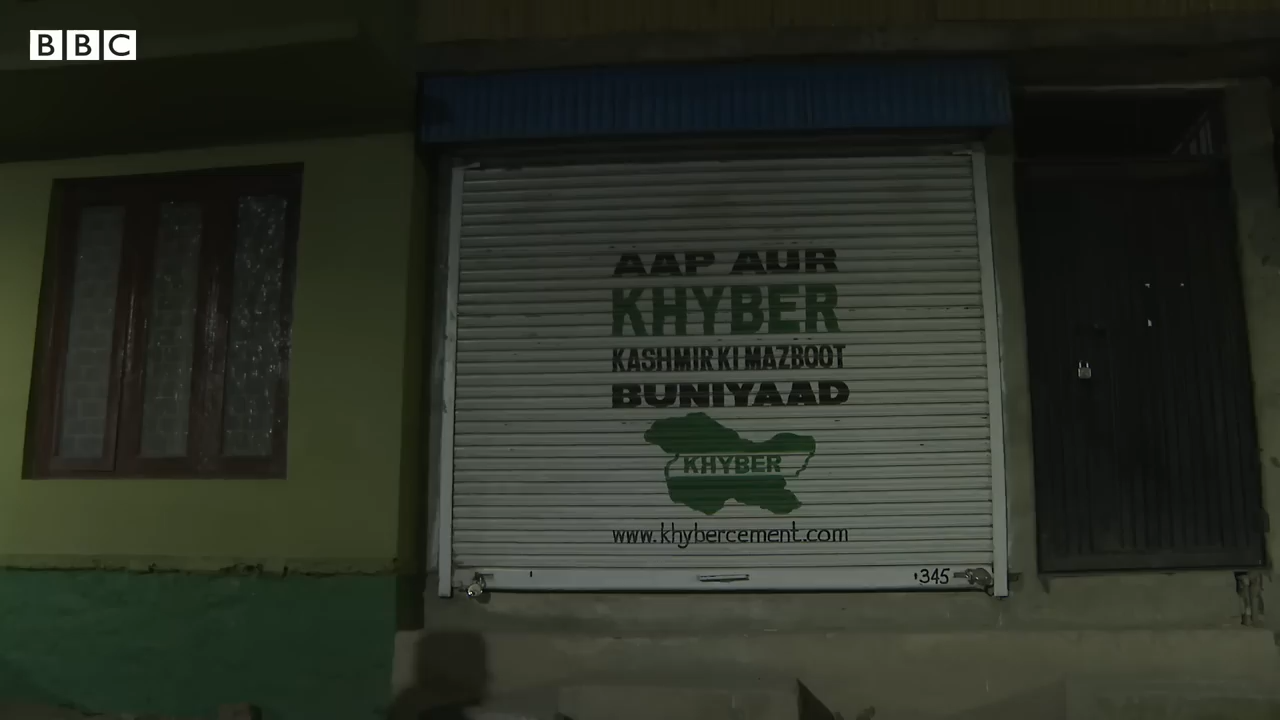 BBC
AAP AUR
KHYBER
KASHMIR KI MAZBOOT
BUNIYAAD
KHYBER
www.khybercement.com
345